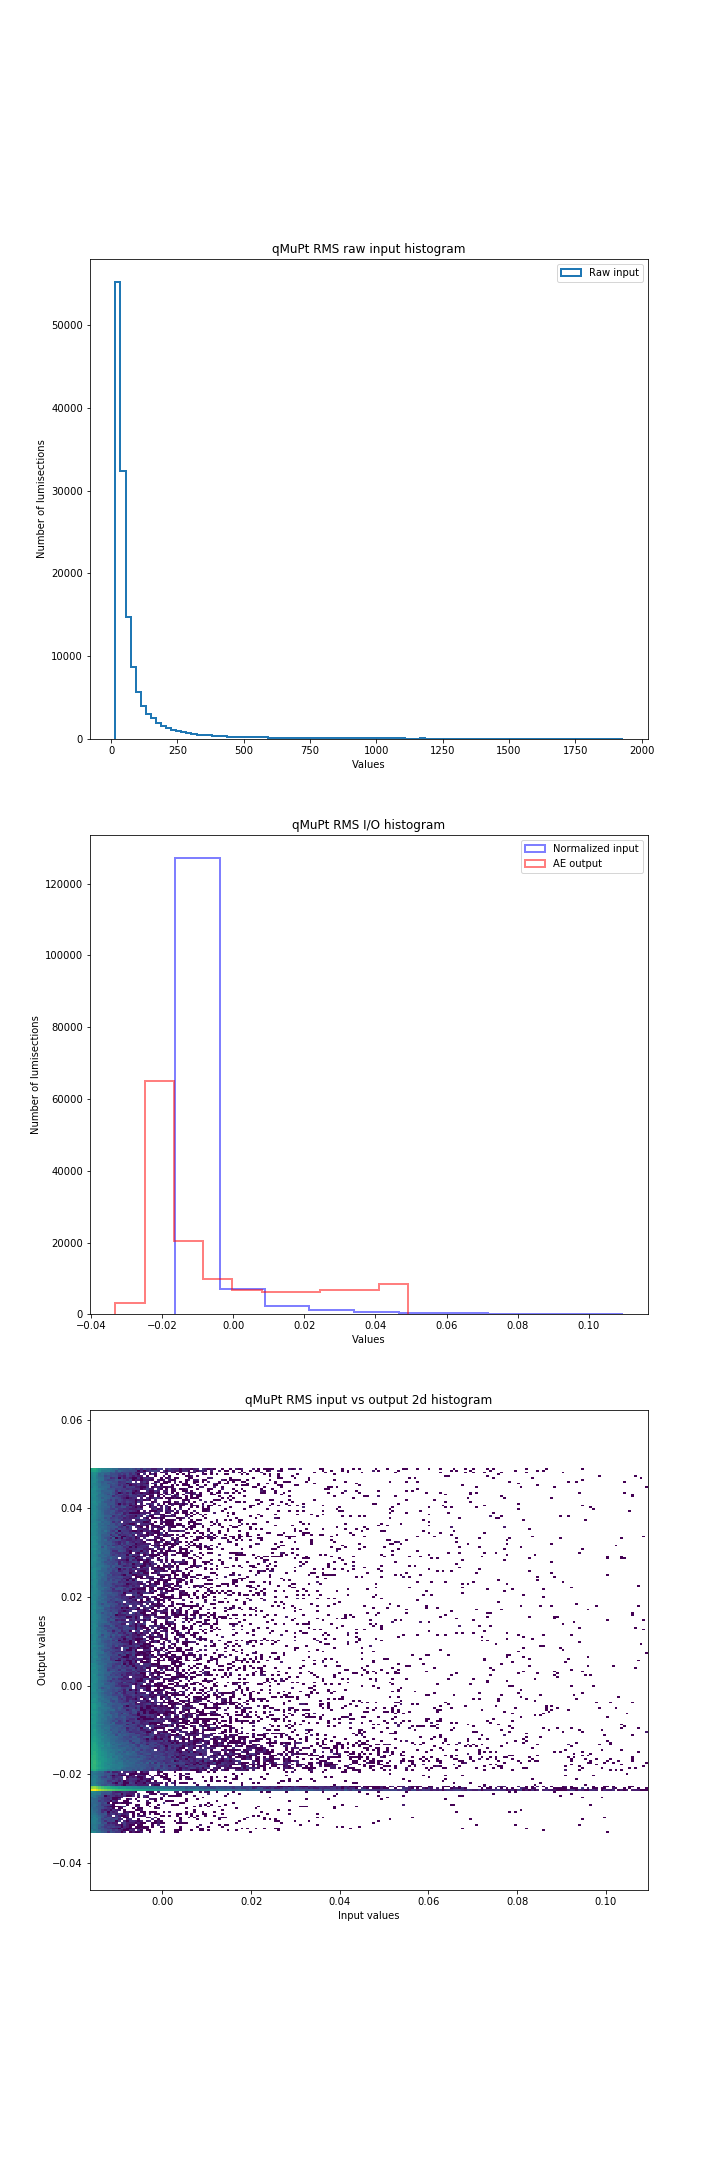 qMuPt RMS raw input histogram
Raw input
50000
40000
30000
20000
10000
0
Number of lumisections
0 250 500 750 1000 1250 1500 1750 2000
Values
qMuPt RMS I/O histogram
Normalized input
AE output
120000
100000
80000
60000
40000
20000
0
Number of lumisections
−0.04 −0.02 0.00 0.02 0.04 0.06 0.08 0.10
Values
qMuPt RMS input vs output 2d histogram
0.06
0.04
0.02
0.00
−0.02
−0.04
Output values
0.00 0.02 0.04 0.06 0.08 0.10
Input values